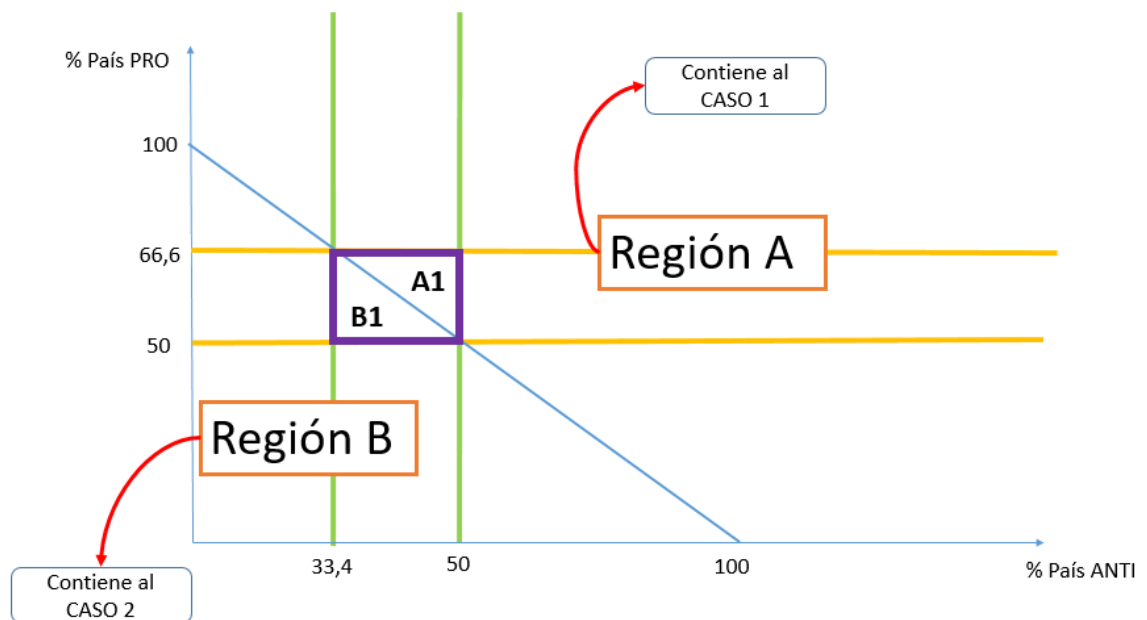 % País PRO
Contiene al
CASO 1
100
66,6
Región A
A1
B1
50
Región B
33,4
50
100
% País ANTI
Contiene al
CASO 2